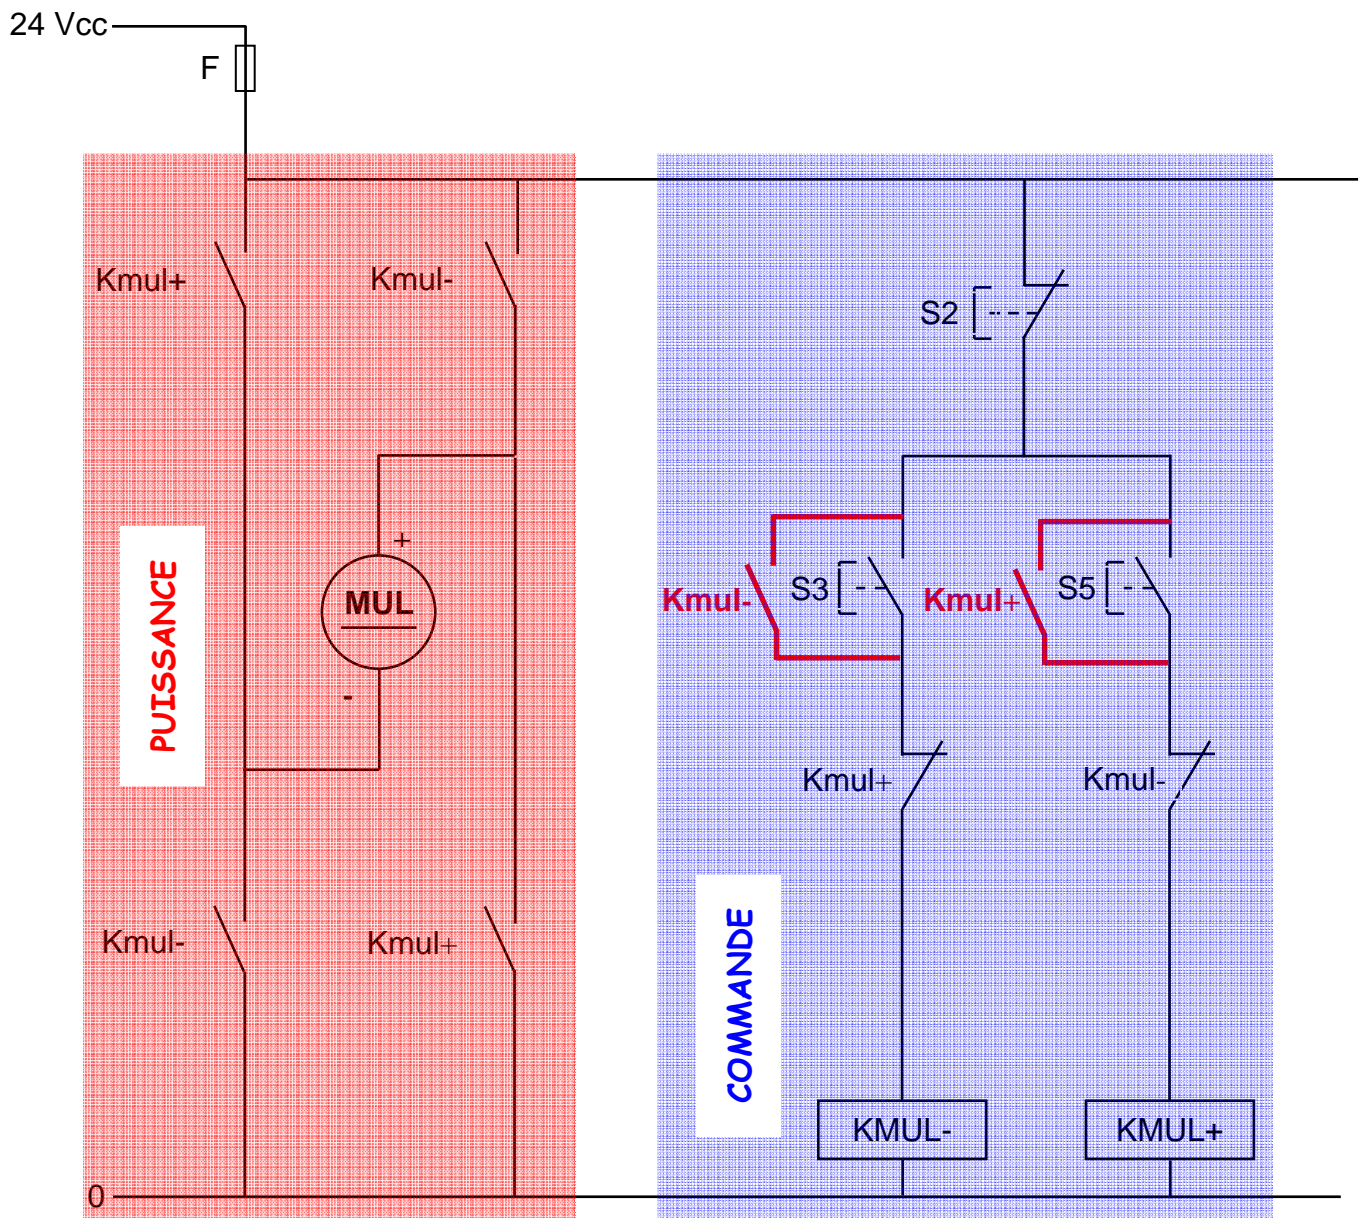 24 Vcc
F
Kmul+
Kmul-
S2
+
MUL
-
PUISSANCE
Kmul-
S3
Kmul+
S5
Kmul+
Kmul-
Kmul-
Kmul+
COMMANDE
KMUL-
KMUL+
0